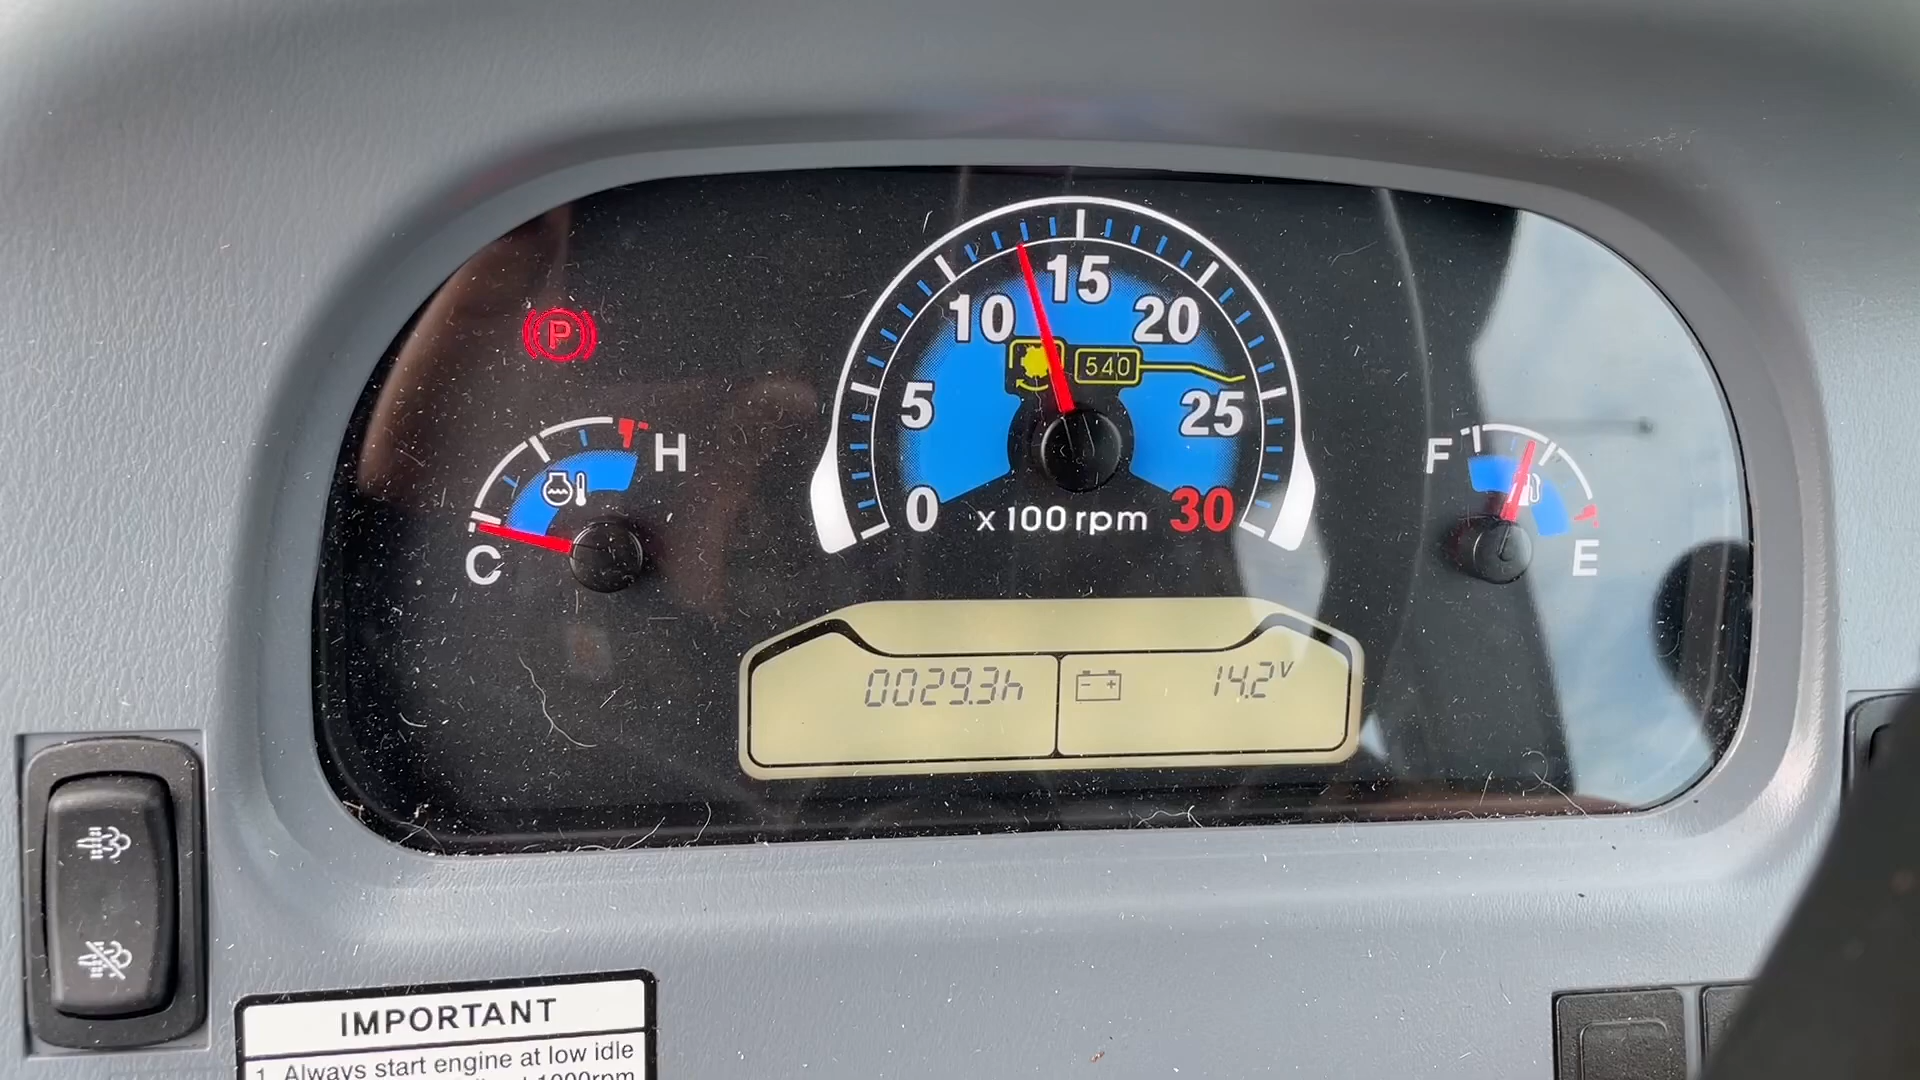 15
10
20
P
540
5
25
H
F
0
x100rpm
30
C
E
0029.3h
14.2V
IMPORTANT
1. Always start engine at low idle
1000rpm